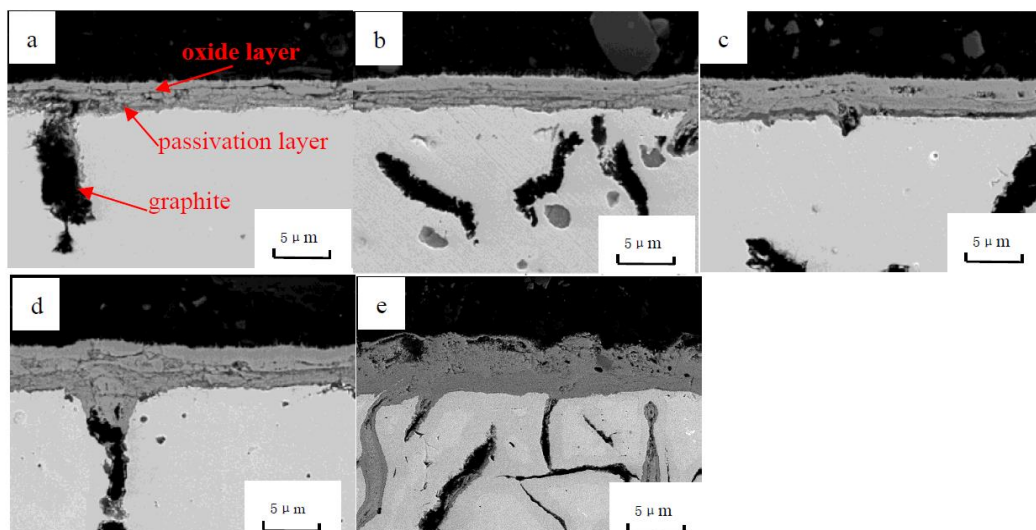 a
oxide layer
passivation layer
graphite
5 μm
b
5 μm
c
5 μm
d
5 μm
e
5 μm